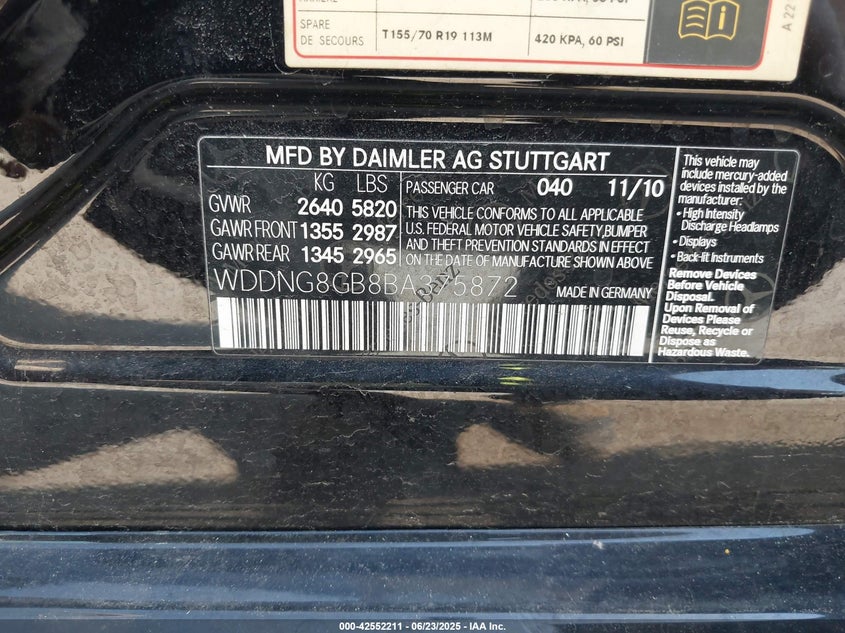 SPARE
DE SECOURS T155/70 R19 113M 420 KPA, 60 PSI
A 22
MFD BY DAIMLER AG STUTTGART
KG LBS
GVWR 2640 5820
GAWR FRONT 1355 2987
GAWR REAR 1345 2965
PASSENGER CAR 040 11/10
THIS VEHICLE CONFORMS TO ALL APPLICABLE
U.S. FEDERAL MOTOR VEHICLE SAFETY,BUMPER
AND THEFT PREVENTION STANDARDS IN EFFECT
ON THE DATE OF MANUFACTURE SHOWN ABOVE.
WDDNG8GB8BA375872
MADE IN GERMANY
This vehicle may
include mercury-added
devices installed by the
manufacturer:
• High Intensity
Discharge Headlamps
• Displays
• Back-lit Instruments
Remove Devices
Before Vehicle
Disposal.
Upon Removal of
Devices Please
Reuse, Recycle or
Dispose as
Hazardous Waste.
000-42552211 - 06/23/2025 - IAA Inc.